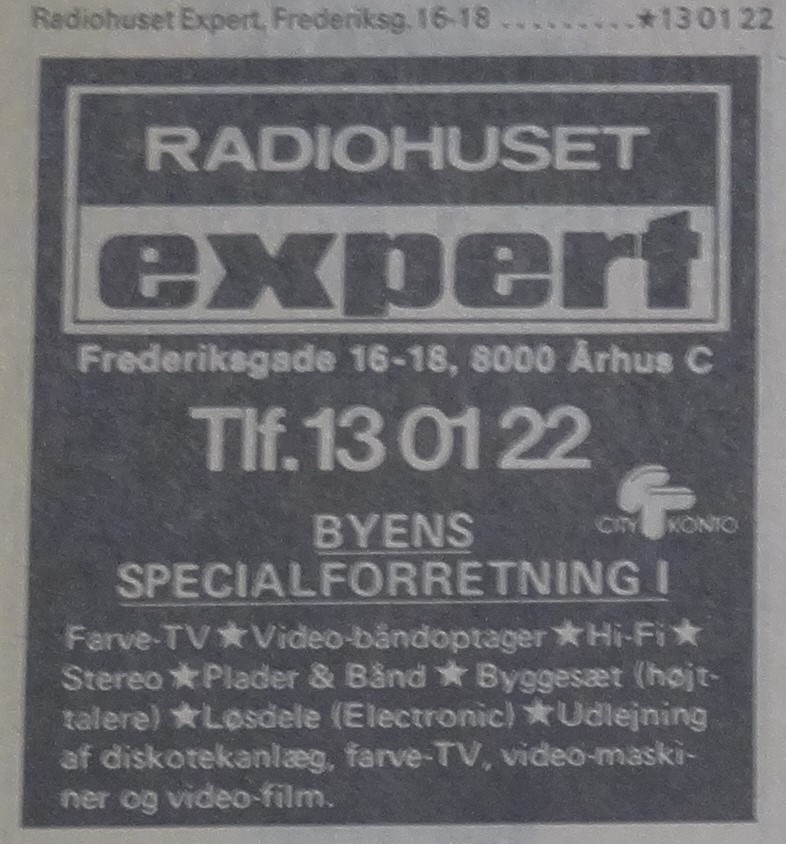 Radiohuset Expert, Frederiksg. 16-18 ..........★13 01 22
RADIOHUSET
expert
Frederiksgade 16-18, 8000 Århus C
Tlf. 13 01 22
CITY KONTO
BYENS
SPECIALFORRETNING I
Farve-TV ★ Video-båndoptager ★ Hi-Fi ★
Stereo ★ Plader & Bånd ★ Byggesæt (højt-
talere) ★ Løsdele (Electronic) ★ Udlejning
af diskotekanlæg, farve-TV, video-maski-
ner og video-film.